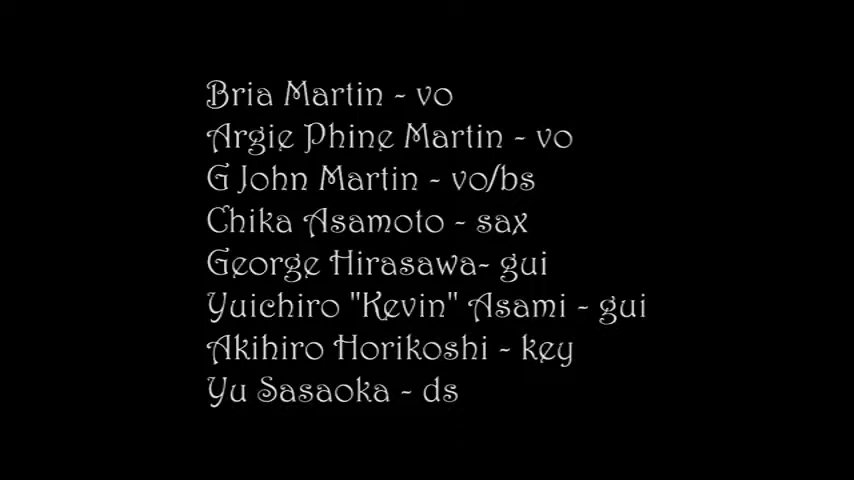 Bria Martin - vo
Argie Phine Martin - vo
G John Martin - vo/bs
Chika Asamoto - sax
George Hirasawa- gui
Yuichiro "Kevin" Asami - gui
Akihiro Horikoshi - key
Yu Sasaoka - ds